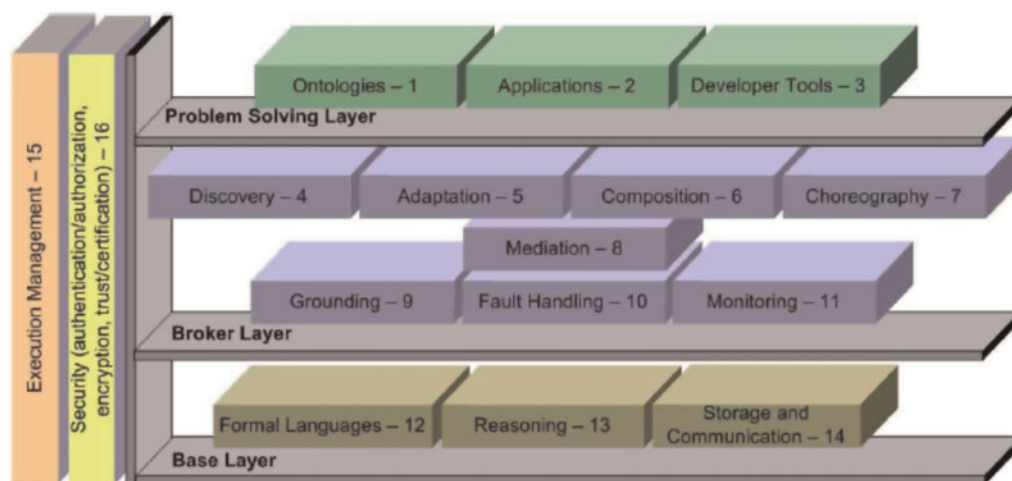 Execution Management – 15
Security (authentication/authorization,
encryption, trust/certification) – 16
Ontologies – 1
Applications – 2
Developer Tools – 3
Problem Solving Layer
Discovery – 4
Adaptation – 5
Composition – 6
Choreography – 7
Mediation – 8
Grounding – 9
Fault Handling – 10
Monitoring – 11
Broker Layer
Formal Languages – 12
Reasoning – 13
Storage and
Communication – 14
Base Layer